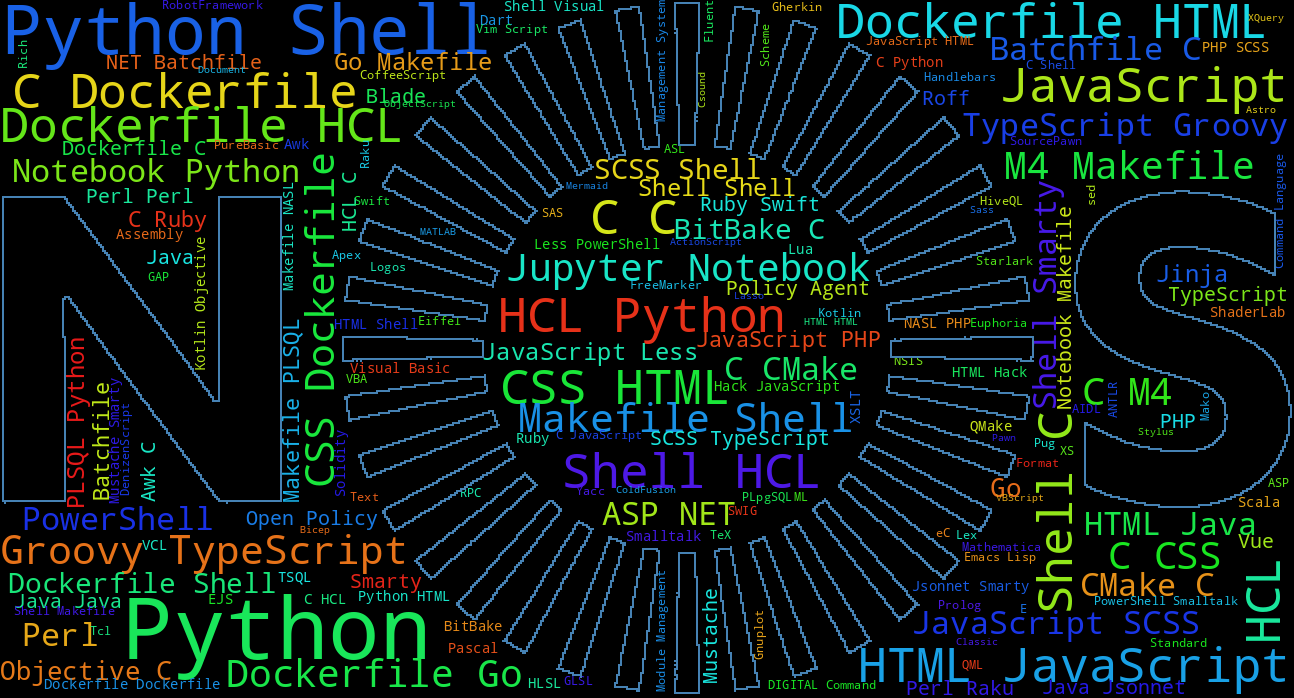 RobotFramework
Python Shell
Dart
Shell Visual
Vim Script
Management System
Fluent
Gherkin
Scheme
Dockerfile HTML
XQuery
Rich
NET Batchfile
Document
Go Makefile
CoffeeScript
Csound
JavaScript HTML
C Python
Batchfile C
PHP SCSS
C Shell
C Dockerfile
Blade
ObjectScript
Handlebars
Roff
JavaScript
Astro
Dockerfile HCL
TypeScript Groovy
SourcePawn
Dockerfile C
PureBasic
Awk
Raku
ASL
Notebook Python
SCSS Shell
M4 Makefile
Perl Perl
Makefile NASL
Dockerfile
HCL C
Swift
Mermaid
Shell Shell
Ruby Swift
HiveQL
Sass
sed
Command Language
C Ruby
Assembly
SAS
C C
BitBake C
MATLAB
Java
GAP
Kotlin Objective
Apex
Logos
Less PowerShell
ActionScript
Lua
Starlark
Shell Smarty
Notebook Makefile
Jinja
Jupyter Notebook
FreeMarker
Policy Agent
Lasso
TypeScript
ShaderLab
HTML Shell
Eiffel
HCL Python
Kotlin
HTML HTML
NASL PHP
Euphoria
JavaScript PHP
PLSQL Python
Makefile PLSQL
CSS
JavaScript Less
Visual Basic
VBA
C CMake
NSIS
HTML Hack
CSS HTML
Hack JavaScript
XSLT
C M4
AIDL
ANTLR
Mako
PHP
Stylus
Batchfile
Mustache Smarty
DenizenScript
Awk C
Solidity
Makefile Shell
Ruby
C JavaScript
SCSS TypeScript
QMake
Pawn
Pug
XS
Shell C
Format
Shell HCL
Text
RPC
Yacc
ColdFusion
PLpgSQL
ML
Go
VBScript
ASP
Scala
PowerShell
Open Policy
Bicep
ASP NET
SWIG
Smalltalk
TeX
eC
Lex
Mathematica
Emacs Lisp
HTML Java
Vue
Groovy TypeScript
VCL
C CSS
Dockerfile Shell
TSQL
Smarty
Java Java
EJS
C HCL
Python HTML
Module Management
Mustache
Jsonnet Smarty
CMake C
HCL
Shell Makefile
PowerShell Smalltalk
Prolog
E
Perl
Tcl
Python
BitBake
Pascal
Gnuplot
JavaScript SCSS
Classic
Standard
Objective C
Dockerfile Dockerfile
Dockerfile Go
HLSL
GLSL
DIGITAL Command
HTML JavaScript
QML
Perl Raku
Java Jsonnet